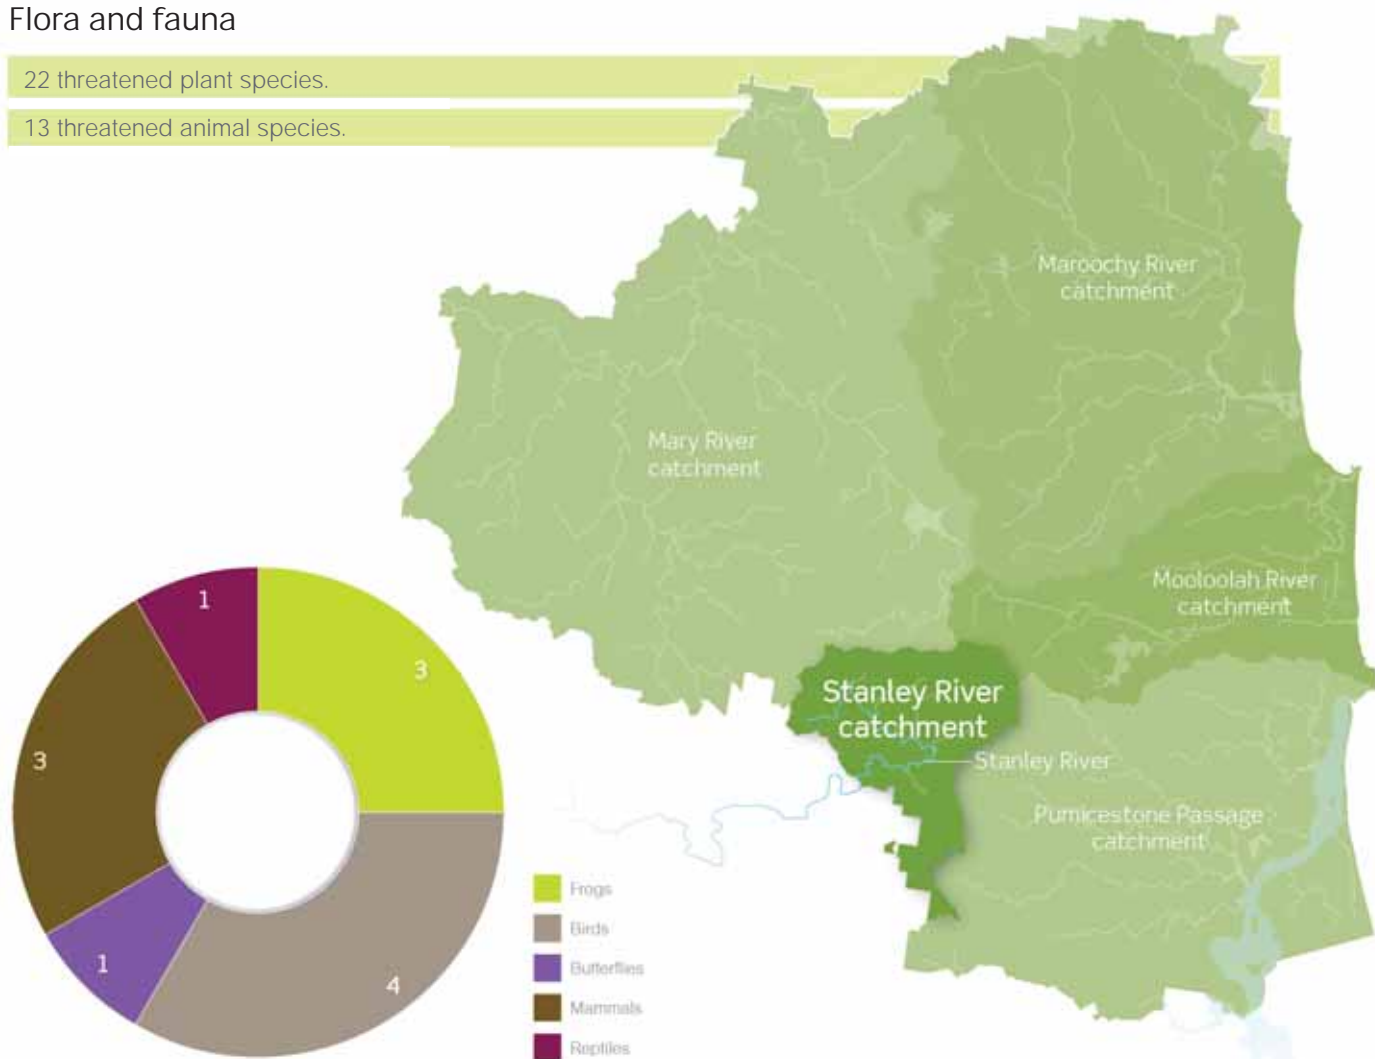 Flora and fauna
22 threatened plant species.
13 threatened animal species.
Maroochy River
catchment
Mary River
catchment
Mooloolah River
catchment
Stanley River
catchment
Stanley River
Pumicestone Passage
catchment
1
3
3
1
4
Frogs
Birds
Butterflies
Mammals
Reptiles